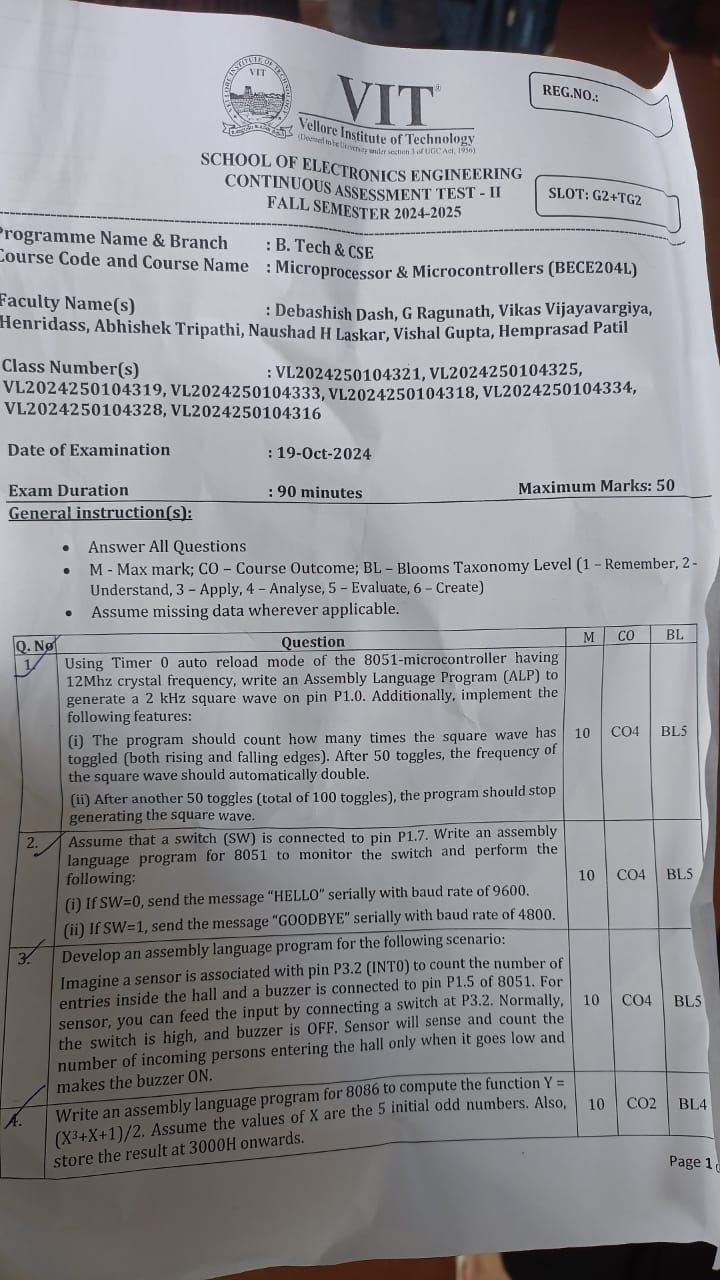 VIT®
Vellore Institute of Technology
(Deemed to be University under section 3 of UGC Act, 1956)
REG.NO.:
SCHOOL OF ELECTRONICS ENGINEERING
CONTINUOUS ASSESSMENT TEST - II
FALL SEMESTER 2024-2025
SLOT: G2+TG2
Programme Name & Branch : B. Tech & CSE
Course Code and Course Name : Microprocessor & Microcontrollers (BECE204L)
Faculty Name(s) : Debashish Dash, G Ragunath, Vikas Vijayavargiya,
Henridass, Abhishek Tripathi, Naushad H Laskar, Vishal Gupta, Hemprasad Patil
Class Number(s) : VL2024250104321, VL2024250104325,
VL2024250104319, VL2024250104333, VL2024250104318, VL2024250104334,
VL2024250104328, VL2024250104316
Date of Examination : 19-Oct-2024
Exam Duration : 90 minutes Maximum Marks: 50
General instruction(s):
• Answer All Questions
• M - Max mark; CO – Course Outcome; BL – Blooms Taxonomy Level (1 – Remember, 2 -
Understand, 3 – Apply, 4 – Analyse, 5 – Evaluate, 6 – Create)
• Assume missing data wherever applicable.
Q. No Question M CO BL
1. Using Timer 0 auto reload mode of the 8051-microcontroller having
12Mhz crystal frequency, write an Assembly Language Program (ALP) to
generate a 2 kHz square wave on pin P1.0. Additionally, implement the
following features:
(i) The program should count how many times the square wave has
toggled (both rising and falling edges). After 50 toggles, the frequency of
the square wave should automatically double.
(ii) After another 50 toggles (total of 100 toggles), the program should stop
generating the square wave.
10 CO4 BL5
2. Assume that a switch (SW) is connected to pin P1.7. Write an assembly
language program for 8051 to monitor the switch and perform the
following:
(i) If SW=0, send the message "HELLO" serially with baud rate of 9600.
(ii) If SW=1, send the message "GOODBYE" serially with baud rate of 4800.
10 CO4 BL5
3. Develop an assembly language program for the following scenario:
Imagine a sensor is associated with pin P3.2 (INT0) to count the number of
entries inside the hall and a buzzer is connected to pin P1.5 of 8051. For
sensor, you can feed the input by connecting a switch at P3.2. Normally,
the switch is high, and buzzer is OFF. Sensor will sense and count the
number of incoming persons entering the hall only when it goes low and
makes the buzzer ON.
10 CO4 BL5
4. Write an assembly language program for 8086 to compute the function Y =
(X³+X+1)/2. Assume the values of X are the 5 initial odd numbers. Also,
store the result at 3000H onwards.
10 CO2 BL4
Page 1